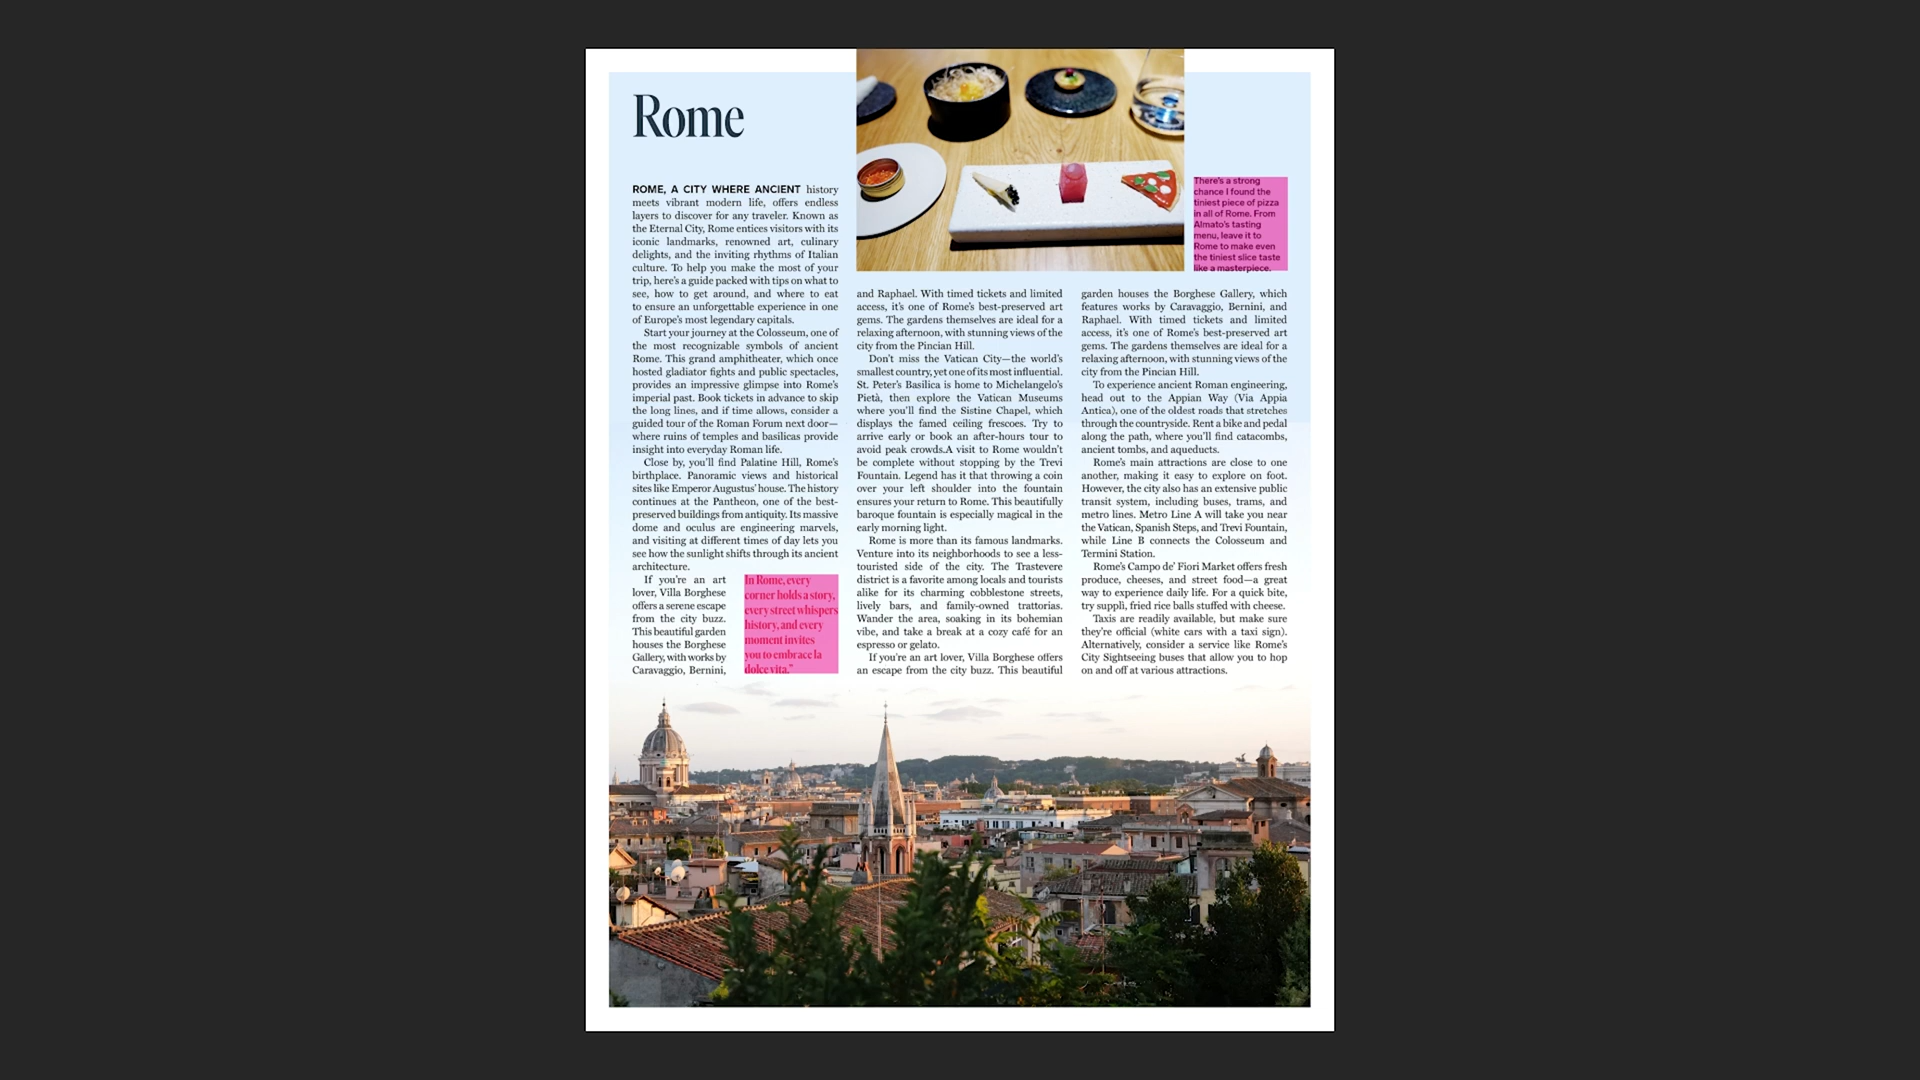 Rome
ROME, A CITY WHERE ANCIENT history
meets vibrant modern life, offers endless
layers to discover for any traveler. Known as
the Eternal City, Rome entices visitors with its
iconic landmarks, renowned art, culinary
delights, and the inviting rhythms of Italian
culture. To help you make the most of your
trip, here's a guide packed with tips on what to
see, how to get around, and where to eat
to ensure an unforgettable experience in one
of Europe's most legendary capitals.
Start your journey at the Colosseum, one of
the most recognizable symbols of ancient
Rome. This grand amphitheater, which once
hosted gladiator fights and public spectacles,
provides an impressive glimpse into Rome's
imperial past. Book tickets in advance to skip
the long lines, and if time allows, consider a
guided tour of the Roman Forum next door—
where ruins of temples and basilicas provide
insight into everyday Roman life.
Close by, you'll find Palatine Hill, Rome's
birthplace. Panoramic views and historical
sites like Emperor Augustus' house. The history
continues at the Pantheon, one of the best-
preserved buildings from antiquity. Its massive
dome and oculus are engineering marvels,
and visiting at different times of day lets you
see how the sunlight shifts through its ancient
architecture.
If you're an art
lover, Villa Borghese
offers a serene escape
from the city buzz.
This beautiful garden
houses the Borghese
Gallery, with works by
Caravaggio, Bernini,
In Rome, every
corner holds a story,
every street whispers
history, and every
moment invites
you to embrace la
dolce vita."
and Raphael. With timed tickets and limited
access, it's one of Rome's best-preserved art
gems. The gardens themselves are ideal for a
relaxing afternoon, with stunning views of the
city from the Pincian Hill.
Don't miss the Vatican City—the world's
smallest country, yet one of its most influential.
St. Peter's Basilica is home to Michelangelo's
Pietà, then explore the Vatican Museums
where you'll find the Sistine Chapel, which
displays the famed ceiling frescoes. Try to
arrive early or book an after-hours tour to
avoid peak crowds.A visit to Rome wouldn't
be complete without stopping by the Trevi
Fountain. Legend has it that throwing a coin
over your left shoulder into the fountain
ensures your return to Rome. This beautifully
baroque fountain is especially magical in the
early morning light.
Rome is more than its famous landmarks.
Venture into its neighborhoods to see a less-
touristed side of the city. The Trastevere
district is a favorite among locals and tourists
alike for its charming cobblestone streets,
lively bars, and family-owned trattorias.
Wander the area, soaking in its bohemian
vibe, and take a break at a cozy café for an
espresso or gelato.
If you're an art lover, Villa Borghese offers
an escape from the city buzz. This beautiful
There's a strong
chance I found the
tiniest piece of pizza
in all of Rome. From
Almato's tasting
menu, leave it to
Rome to make even
the tiniest slice taste
like a masterpiece.
garden houses the Borghese Gallery, which
features works by Caravaggio, Bernini, and
Raphael. With timed tickets and limited
access, it's one of Rome's best-preserved art
gems. The gardens themselves are ideal for a
relaxing afternoon, with stunning views of the
city from the Pincian Hill.
To experience ancient Roman engineering,
head out to the Appian Way (Via Appia
Antica), one of the oldest roads that stretches
through the countryside. Rent a bike and pedal
along the path, where you'll find catacombs,
ancient tombs, and aqueducts.
Rome's main attractions are close to one
another, making it easy to explore on foot.
However, the city also has an extensive public
transit system, including buses, trams, and
metro lines. Metro Line A will take you near
the Vatican, Spanish Steps, and Trevi Fountain,
while Line B connects the Colosseum and
Termini Station.
Rome's Campo de' Fiori Market offers fresh
produce, cheeses, and street food—a great
way to experience daily life. For a quick bite,
try supplì, fried rice balls stuffed with cheese.
Taxis are readily available, but make sure
they're official (white cars with a taxi sign).
Alternatively, consider a service like Rome's
City Sightseeing buses that allow you to hop
on and off at various attractions.